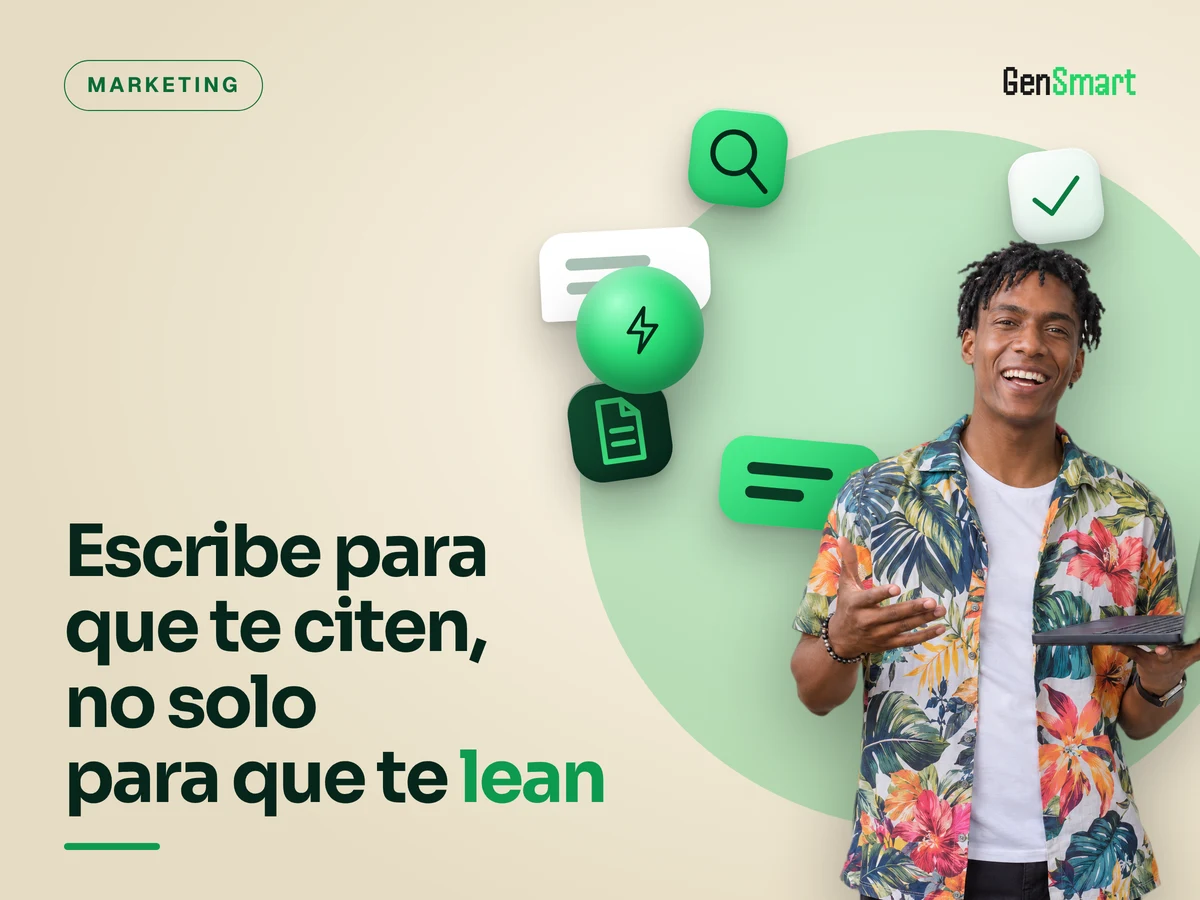 MARKETING
GenSmart
Escribe para
que te citen,
no solo
para que te lean